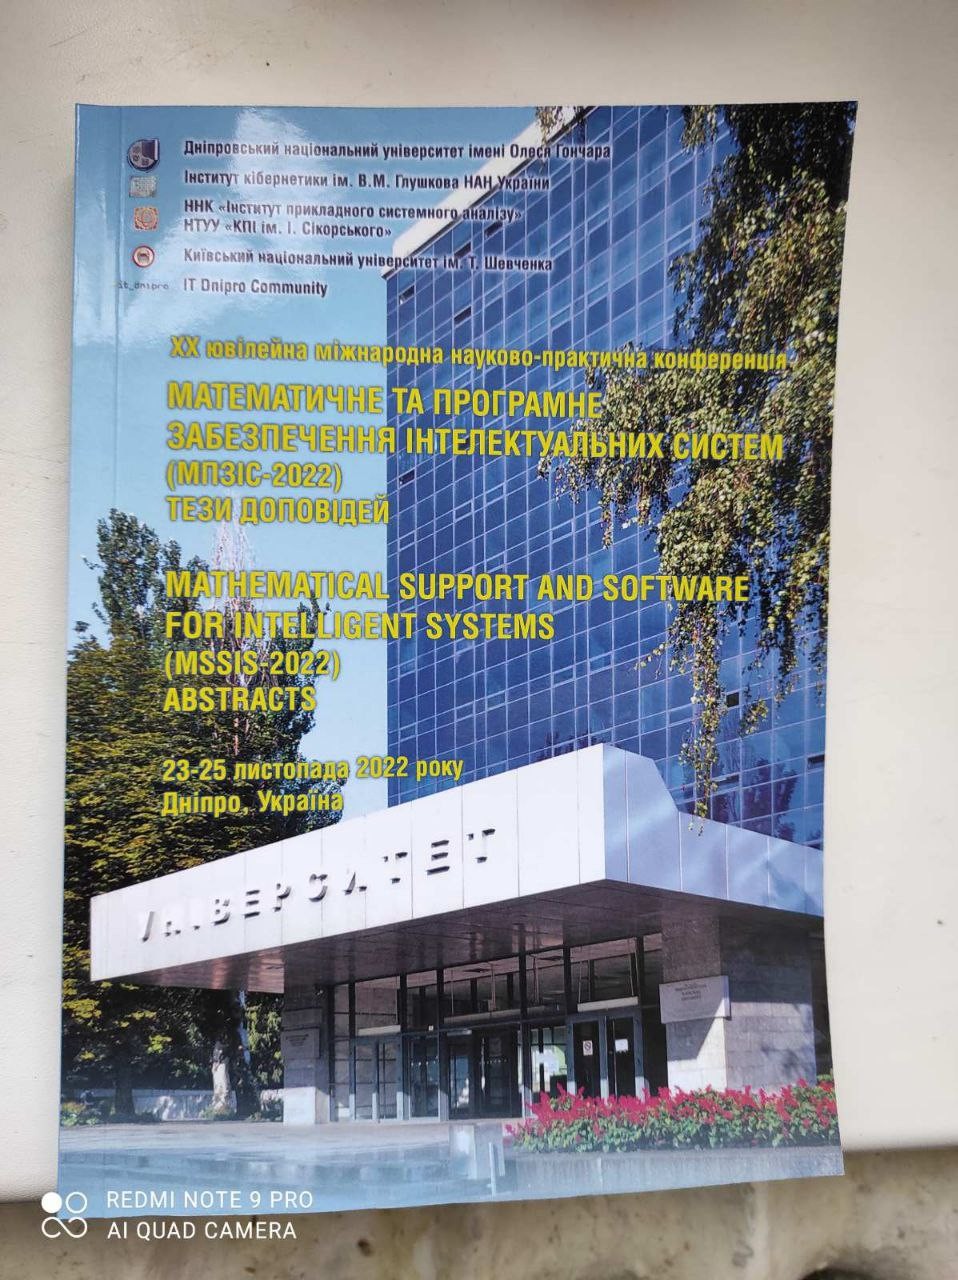 Дніпровський національний університет імені Олеся Гончара
Інститут кібернетики ім. В.М. Глушкова НАН України
ННК «Інститут прикладного системного аналізу»
НТУУ «КПІ ім. І. Сікорського»
Київський національний університет ім. Т. Шевченка
it_dnipro IT Dnipro Community
XX ювілейна міжнародна науково-практична конференція
МАТЕМАТИЧНЕ ТА ПРОГРАМНЕ
ЗАБЕЗПЕЧЕННЯ ІНТЕЛЕКТУАЛЬНИХ СИСТЕМ
(МПЗІС-2022)
ТЕЗИ ДОПОВІДЕЙ
MATHEMATICAL SUPPORT AND SOFTWARE
FOR INTELLIGENT SYSTEMS
(MSSIS-2022)
ABSTRACTS
23-25 листопада 2022 року
Дніпро, Україна
УНІВЕРСИТЕТ
REDMI NOTE 9 PRO
AI QUAD CAMERA